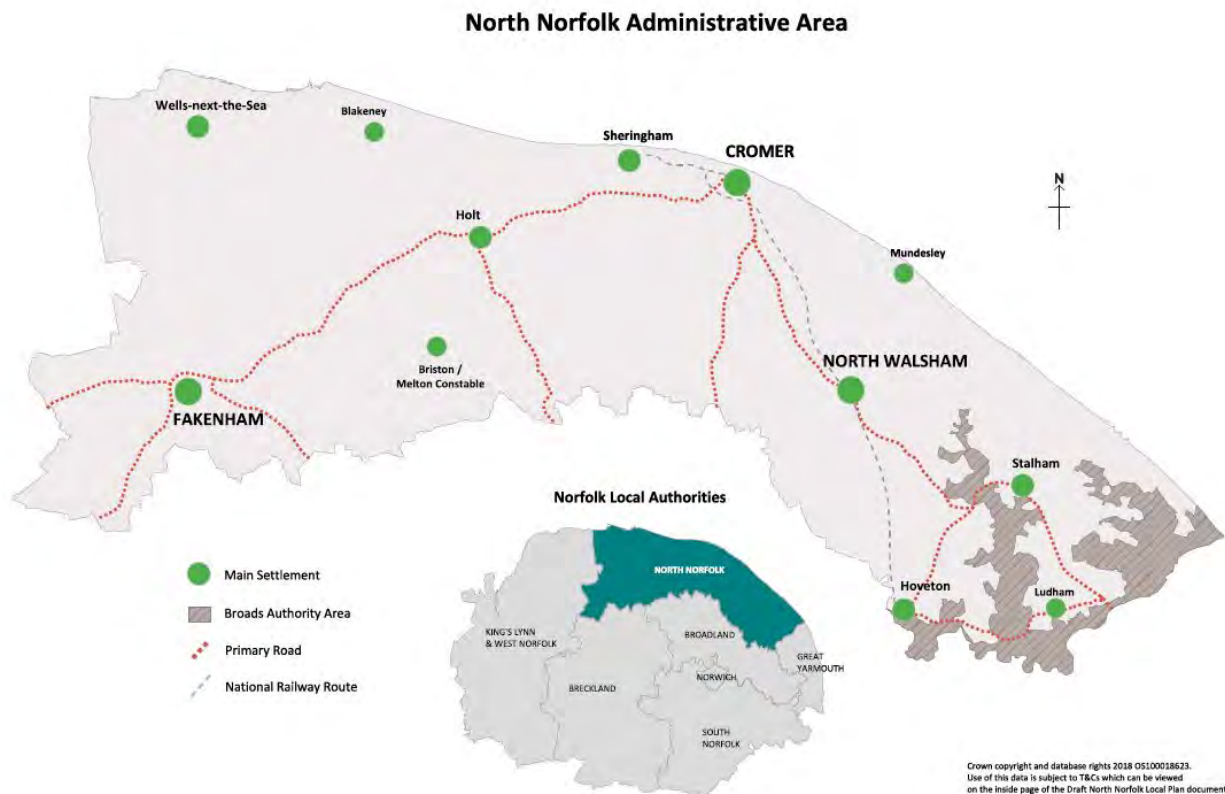 North Norfolk Administrative Area
Wells-next-the-Sea
Blakeney
Sheringham
CROMER
N
Holt
Mundesley
Briston /
Melton Constable
NORTH WALSHAM
FAKENHAM
Stalham
Norfolk Local Authorities
Main Settlement
Broads Authority Area
Primary Road
National Railway Route
NORTH NORFOLK
Hoveton
Ludham
KING'S LYNN
& WEST NORFOLK
BROADLAND
GREAT
YARMOUTH
NORWICH
BRECKLAND
SOUTH
NORFOLK
Crown copyright and database rights 2018 OS100018623.
Use of this data is subject to T&Cs which can be viewed
on the inside page of the Draft North Norfolk Local Plan document